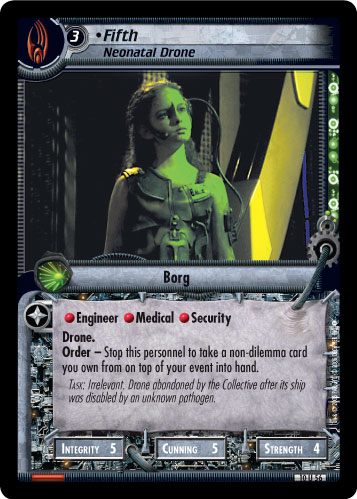 3
•Fifth
Neonatal Drone
Borg
Engineer Medical Security
Drone.
Order – Stop this personnel to take a non-dilemma card
you own from on top of your event into hand.
Task: Irrelevant. Drone abandoned by the Collective after its ship
was disabled by an unknown pathogen.
Integrity 5 Cunning 5 Strength 4
10 U 56